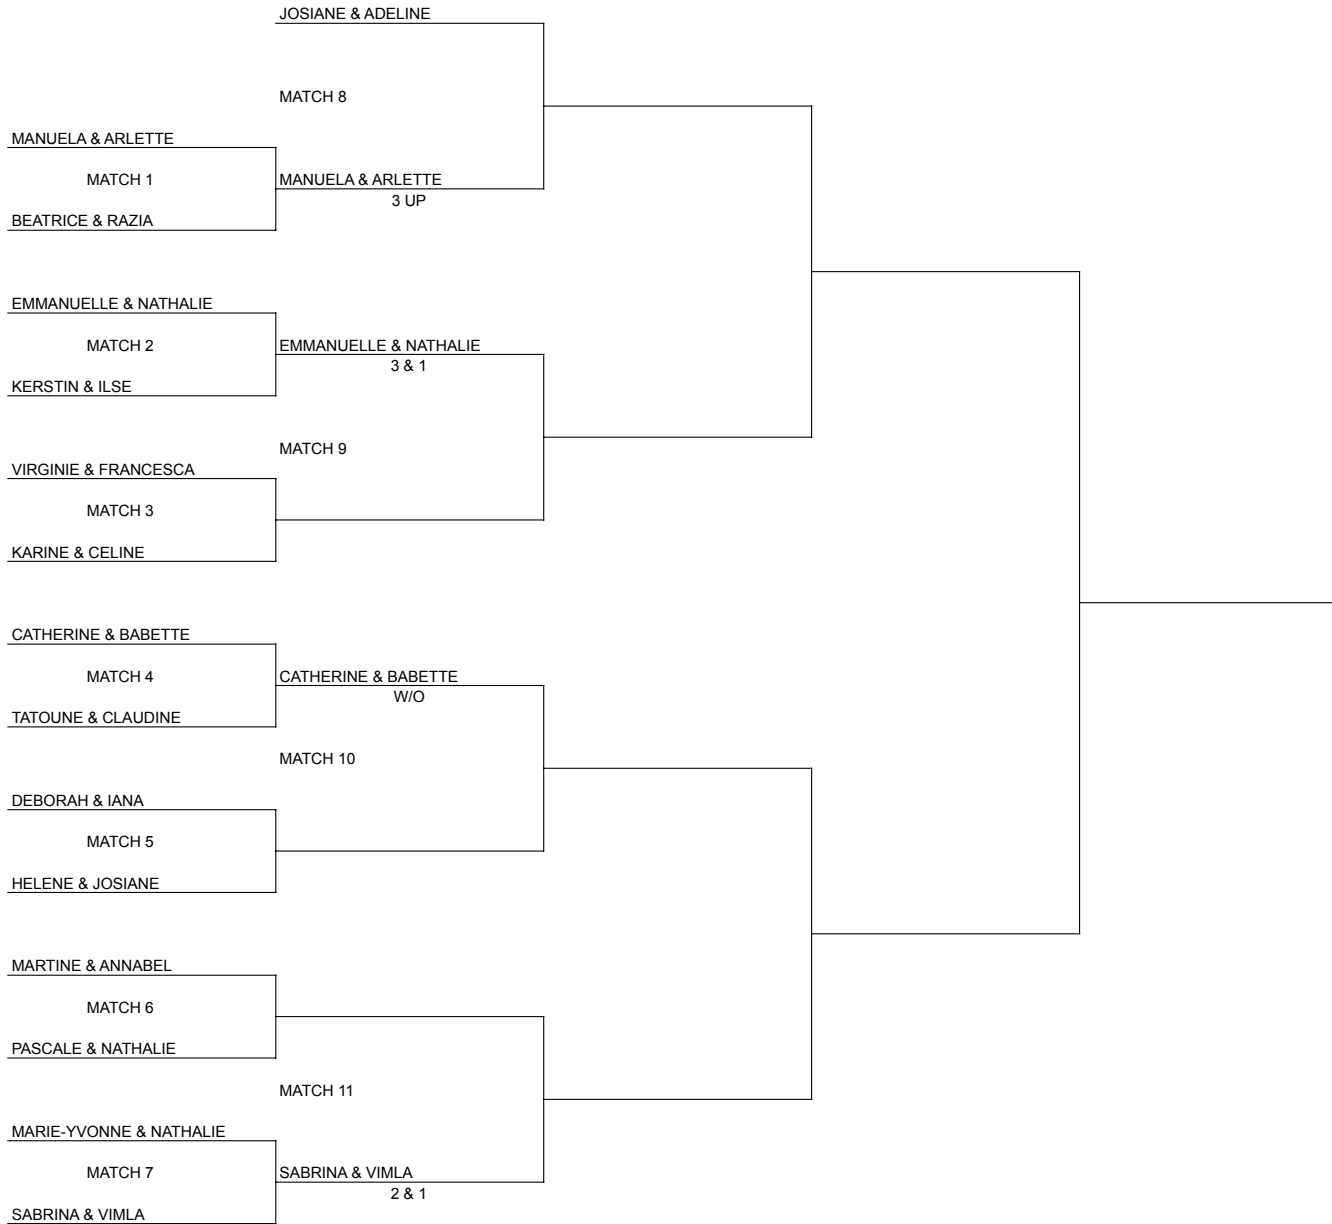 JOSIANE & ADELINE
MATCH 8
MANUELA & ARLETTE
MATCH 1
MANUELA & ARLETTE
3 UP
BEATRICE & RAZIA
EMMANUELLE & NATHALIE
MATCH 2
EMMANUELLE & NATHALIE
3 & 1
KERSTIN & ILSE
MATCH 9
VIRGINIE & FRANCESCA
MATCH 3
KARINE & CELINE
CATHERINE & BABETTE
MATCH 4
CATHERINE & BABETTE
W/O
TATOUNE & CLAUDINE
MATCH 10
DEBORAH & IANA
MATCH 5
HELENE & JOSIANE
MARTINE & ANNABEL
MATCH 6
PASCALE & NATHALIE
MATCH 11
MARIE-YVONNE & NATHALIE
MATCH 7
SABRINA & VIMLA
2 & 1
SABRINA & VIMLA